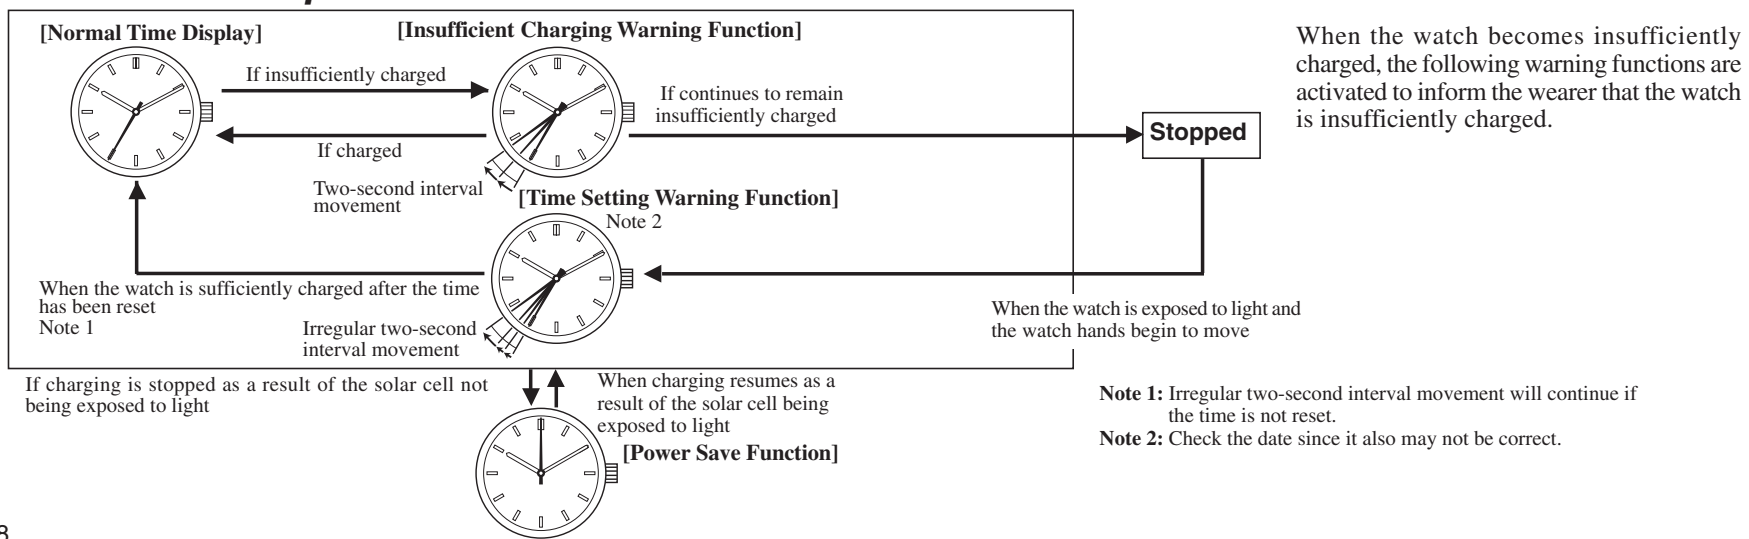 [Normal Time Display]
[Insufficient Charging Warning Function]
If insufficiently charged
If continues to remain
insufficiently charged
Stopped
If charged
Two-second interval
movement
When the watch becomes insufficiently
charged, the following warning functions are
activated to inform the wearer that the watch
is insufficiently charged.
[Time Setting Warning Function]
Note 2
When the watch is sufficiently charged after the time
has been reset
Note 1
Irregular two-second
interval movement
When the watch is exposed to light and
the watch hands begin to move
If charging is stopped as a result of the solar cell not
being exposed to light
When charging resumes as a
result of the solar cell being
exposed to light
[Power Save Function]
Note 1: Irregular two-second interval movement will continue if
the time is not reset.
Note 2: Check the date since it also may not be correct.
8